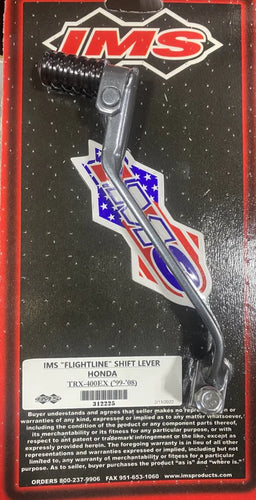 IMS
IMS
IMS "FLIGHTLINE" SHIFT LEVER
HONDA
TRX-400EX ('99-'08)
312225
2/15/2022
Buyer understands and agrees that seller makes no
warranties of any kind, expressed or implied as to any matter
including the condition of the product or any component thereof,
its merchantability or its fitness for any particular purpose, or with
respect to ant patent or trademark infringement or the like, except as
expressly provided herein. The foregoing warranty is in lieu of all other
representations and warranties expressed or implied including, but not
limited to, any warranty of merchantability or fitness for any particular
purpose. As to seller, buyer purchases the product "as is" and "where is."
ORDERS 800-237-9906 FAX 951-653-1060
www.imsproducts.com